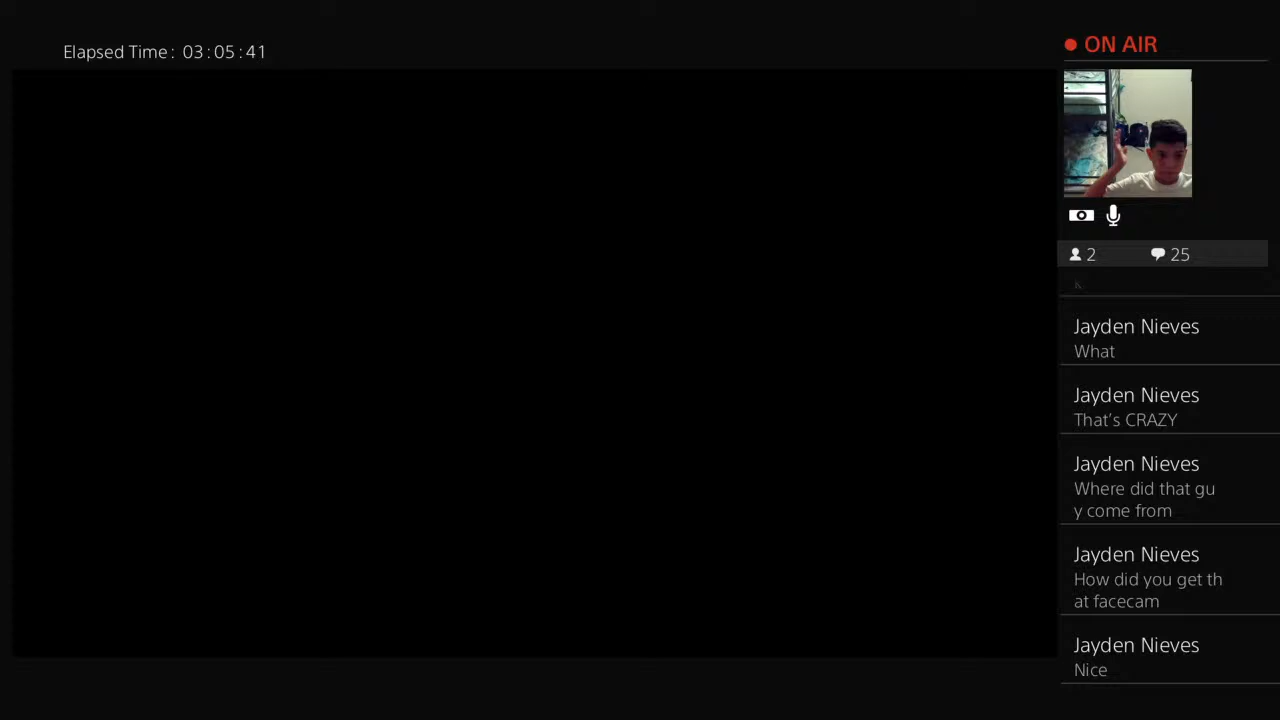 Elapsed Time: 03:05:41
ON AIR
2
25
K
Jayden Nieves
What
Jayden Nieves
That's CRAZY
Jayden Nieves
Where did that gu
y come from
Jayden Nieves
How did you get th
at facecam
Jayden Nieves
Nice